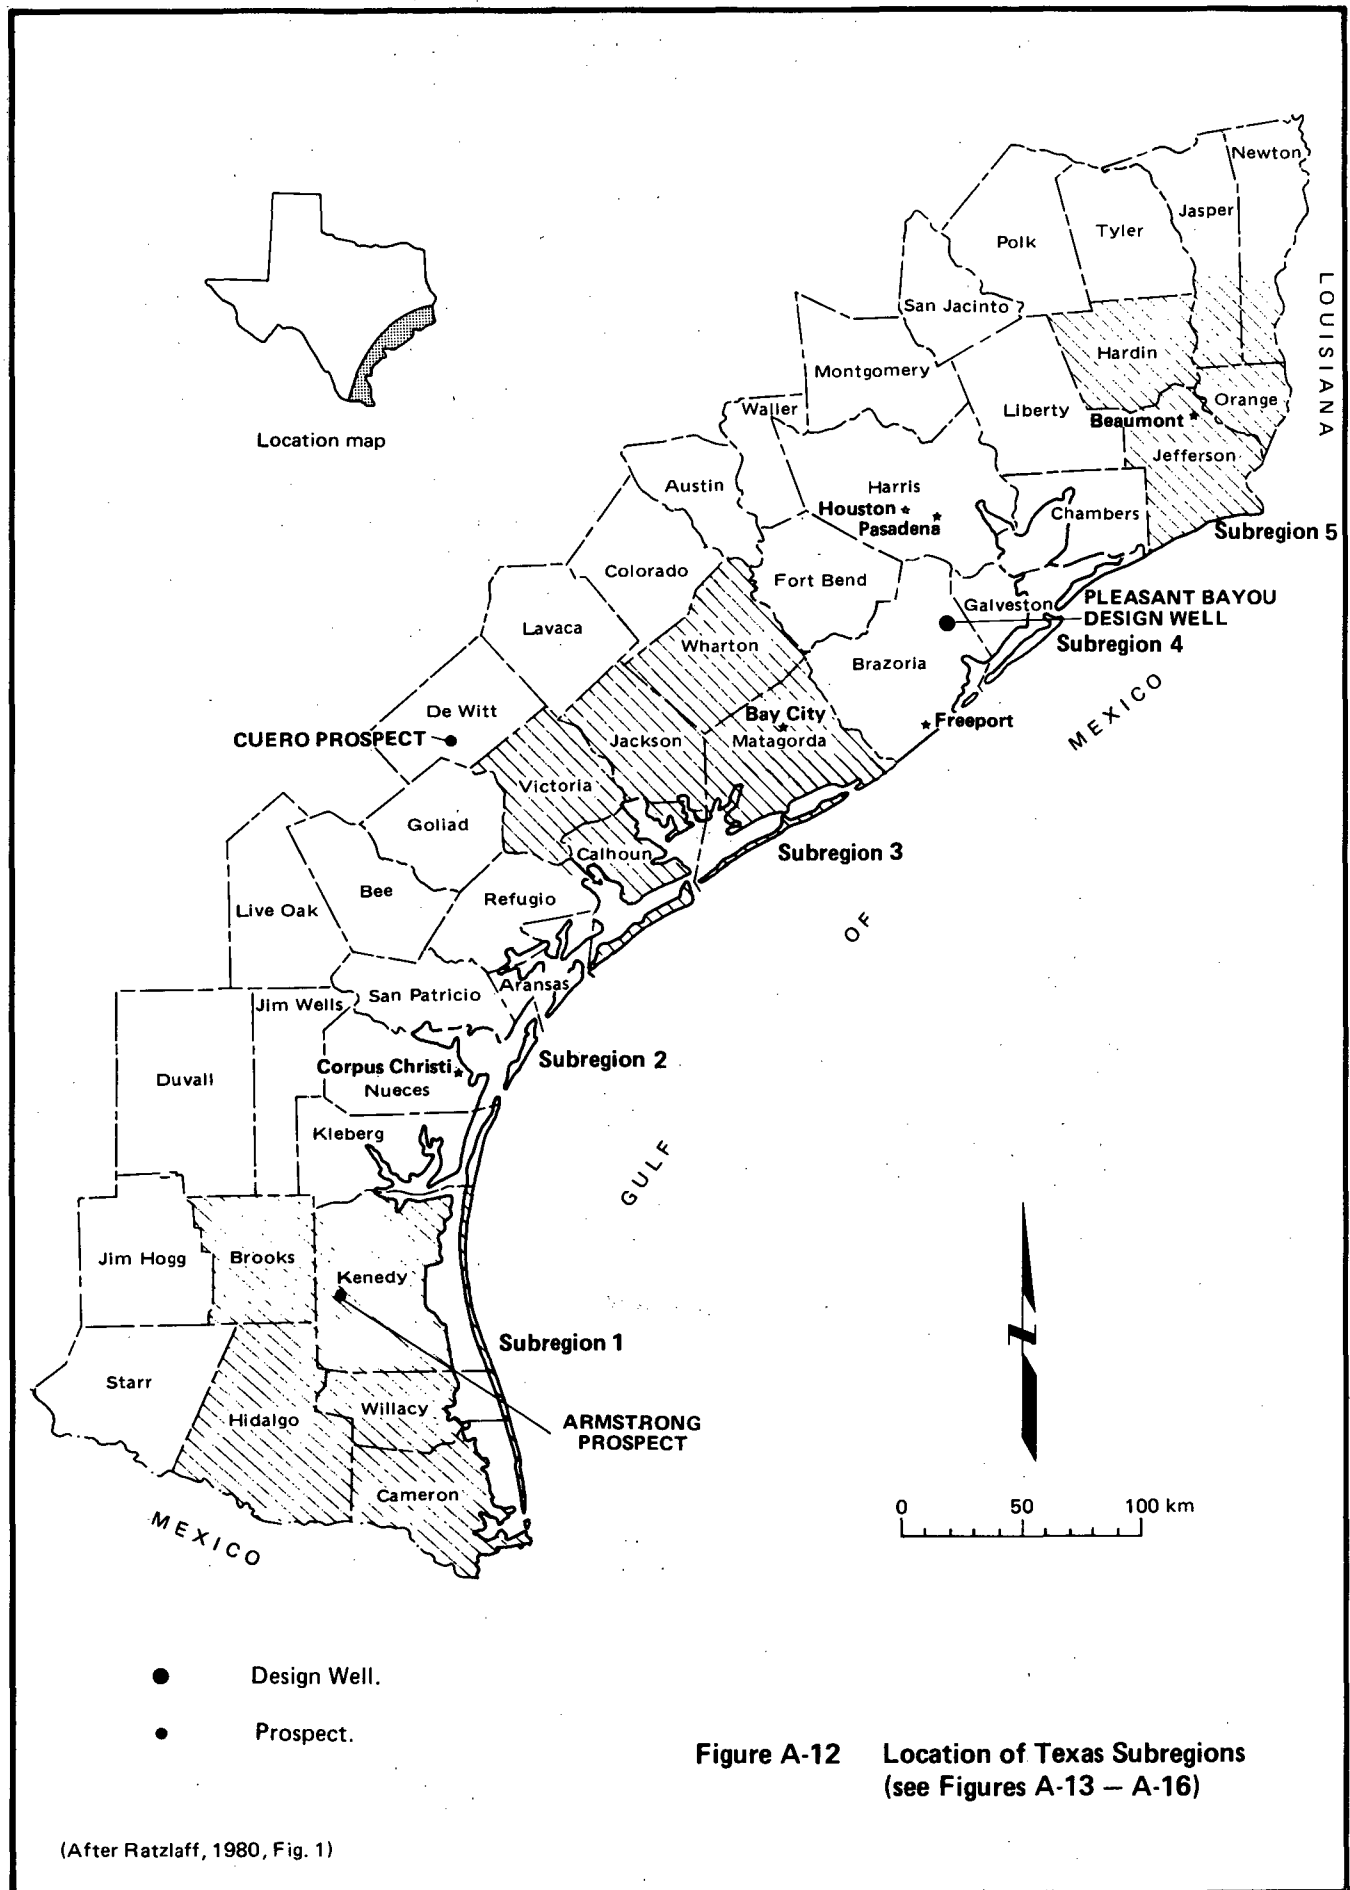 Newton
Jasper
Tyler
Polk
LOUISIANA
San Jacinto
Hardin
Montgomery
Orange
Waller
Liberty
Beaumont
Jefferson
Location map
Austin
Harris
Houston
Pasadena
Chambers
Subregion 5
Colorado
Fort Bend
Galveston
PLEASANT BAYOU
DESIGN WELL
Lavaca
Wharton
Subregion 4
Brazoria
De Witt
Bay City
Freeport
MEXICO
CUERO PROSPECT
Jackson
Matagorda
Victoria
Goliad
Calhoun
Subregion 3
Bee
Refugio
Live Oak
OF
Aransas
San Patricio
Jim Wells
Subregion 2
Corpus Christi
Nueces
Duvall
Kleberg
GULF
Jim Hogg
Brooks
Kenedy
Subregion 1
Starr
Willacy
Hidalgo
ARMSTRONG
PROSPECT
Cameron
MEXICO
Z
0 50 100 km
Design Well.
Prospect.
Figure A-12 Location of Texas Subregions
(see Figures A-13 — A-16)
(After Ratzlaff, 1980, Fig. 1)